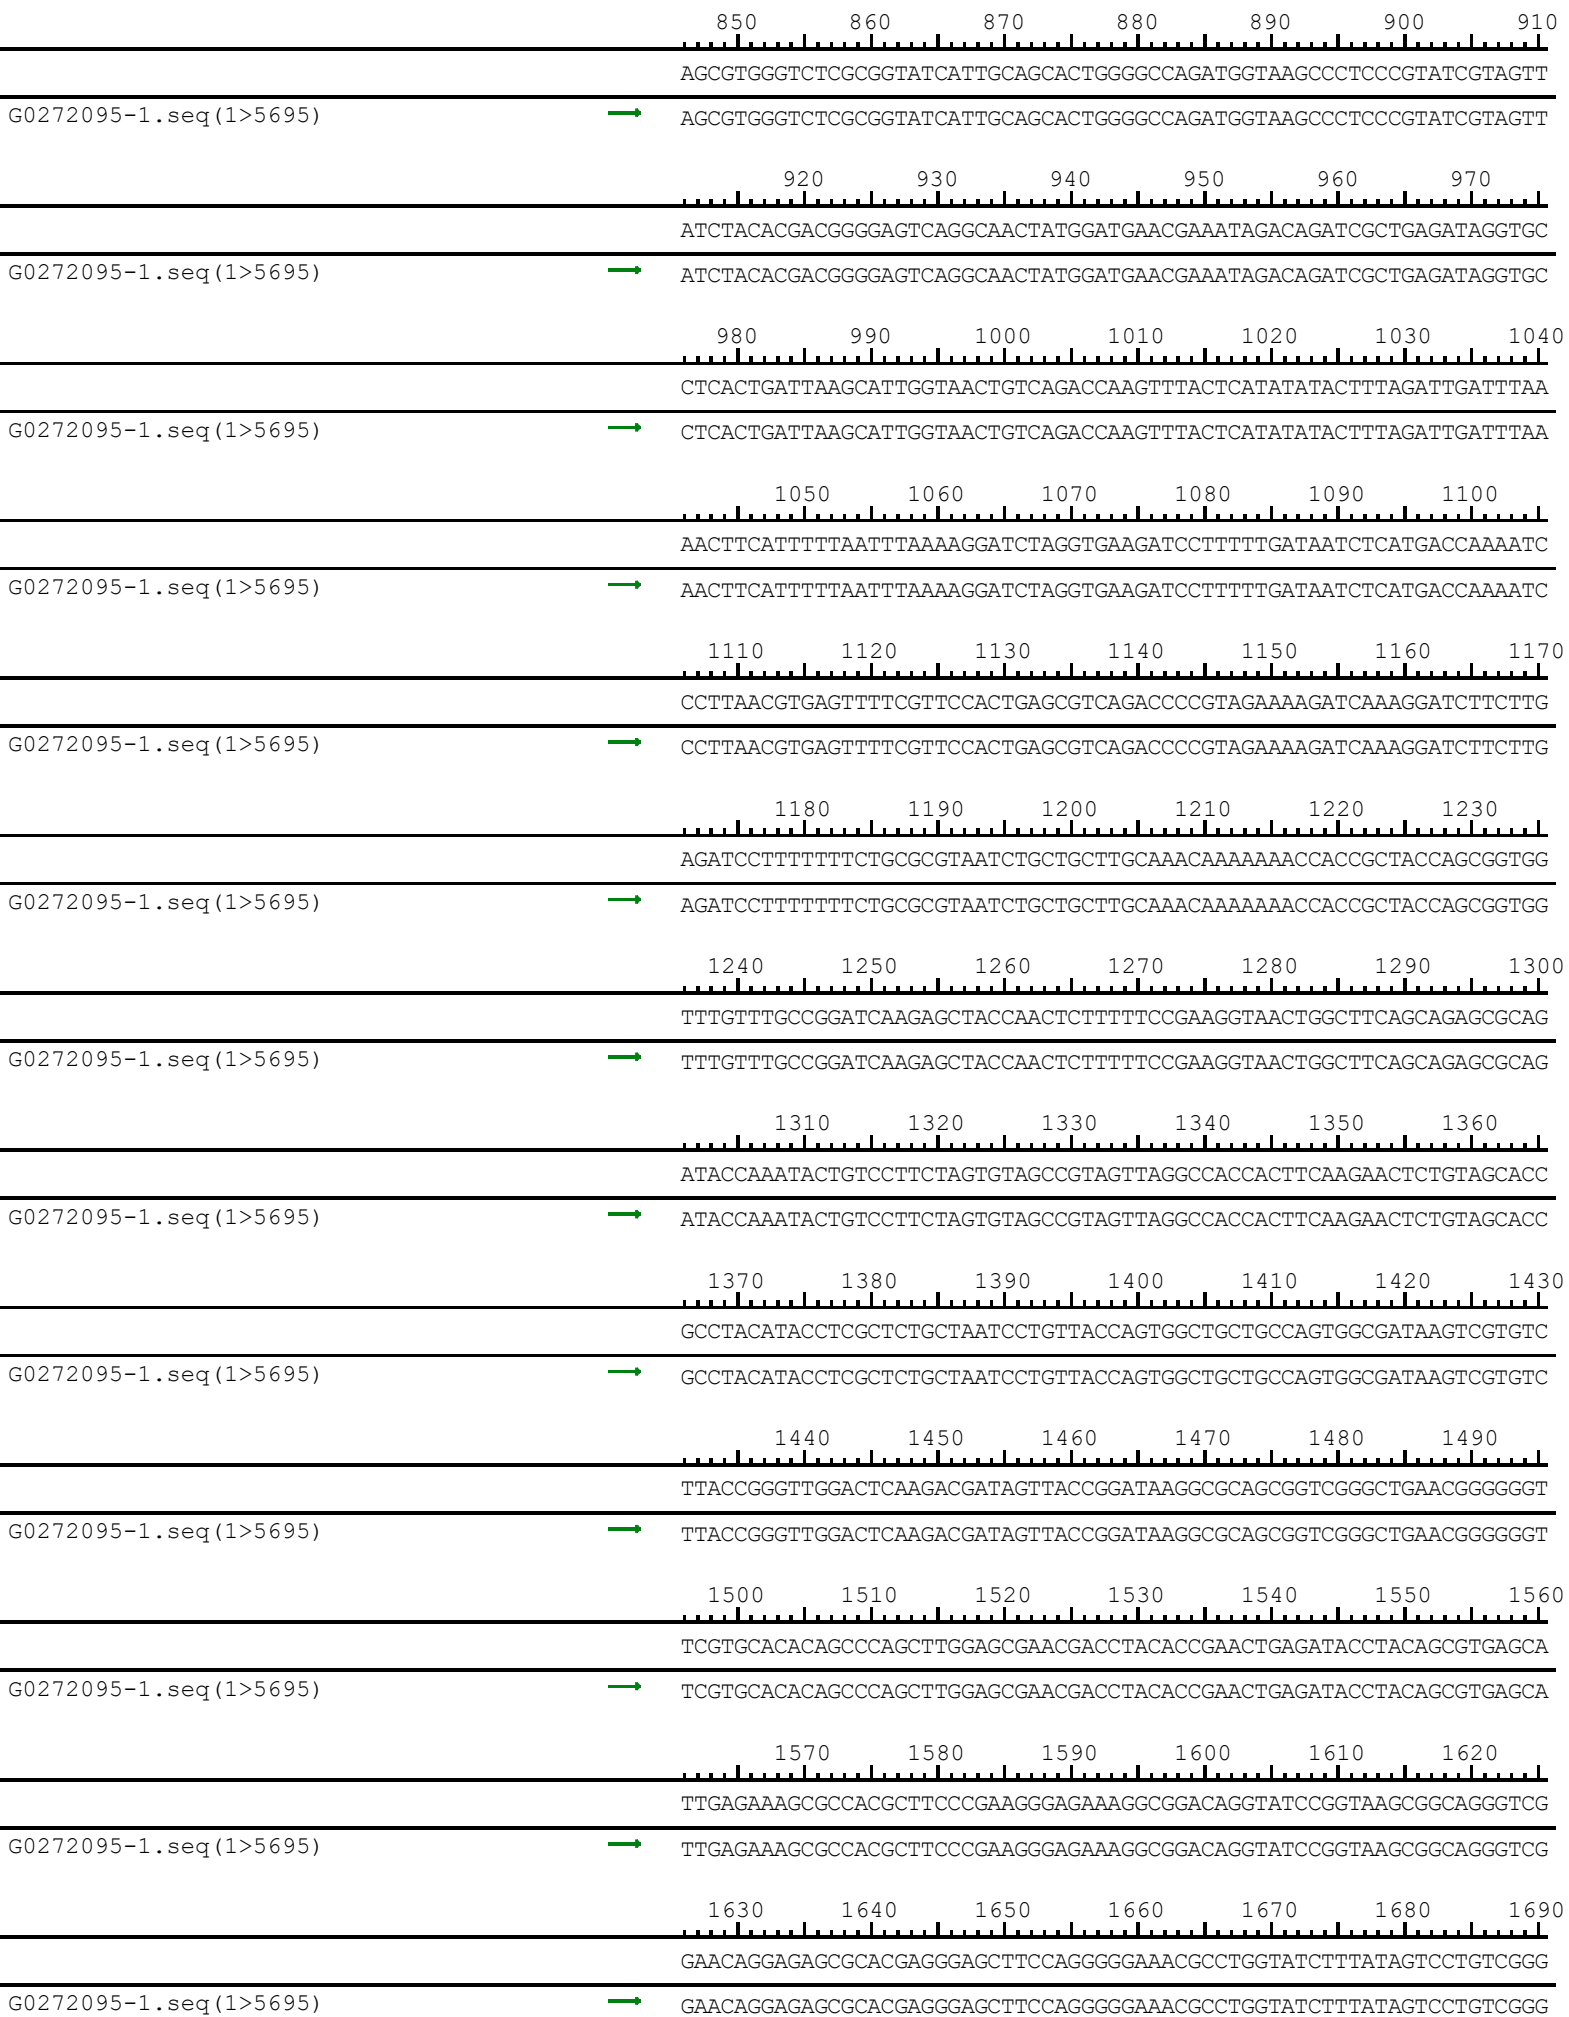 850 860 870 880 890 900 910
AGCGTGGGTCTCGCGGTATCATTGCAGCACTGGGGCCAGATGGTAAGCCCTCCCGTATCGTAGTT
G0272095-1.seq(1>5695) AGCGTGGGTCTCGCGGTATCATTGCAGCACTGGGGCCAGATGGTAAGCCCTCCCGTATCGTAGTT
920 930 940 950 960 970
ATCTACACGACGGGGAGTCAGGCAACTATGGATGAACGAAATAGACAGATCGCTGAGATAGGTGC
G0272095-1.seq(1>5695) ATCTACACGACGGGGAGTCAGGCAACTATGGATGAACGAAATAGACAGATCGCTGAGATAGGTGC
980 990 1000 1010 1020 1030 1040
CTCACTGATTAAGCATTGGTAACTGTCAGACCAAGTTTACTCATATATACTTTAGATTGATTTAA
G0272095-1.seq(1>5695) CTCACTGATTAAGCATTGGTAACTGTCAGACCAAGTTTACTCATATATACTTTAGATTGATTTAA
1050 1060 1070 1080 1090 1100
AACTTCATTTTTAATTTAAAAGGATCTAGGTGAAGATCCTTTTTGATAATCTCATGACCAAAATC
G0272095-1.seq(1>5695) AACTTCATTTTTAATTTAAAAGGATCTAGGTGAAGATCCTTTTTGATAATCTCATGACCAAAATC
1110 1120 1130 1140 1150 1160 1170
CCTTAACGTGAGTTTTCGTTCCACTGAGCGTCAGACCCCGTAGAAAAGATCAAAGGATCTTCTTG
G0272095-1.seq(1>5695) CCTTAACGTGAGTTTTCGTTCCACTGAGCGTCAGACCCCGTAGAAAAGATCAAAGGATCTTCTTG
1180 1190 1200 1210 1220 1230
AGATCCTTTTTTTCTGCGCGTAATCTGCTGCTTGCAAACAAAAAAACCACCGCTACCAGCGGTGG
G0272095-1.seq(1>5695) AGATCCTTTTTTTCTGCGCGTAATCTGCTGCTTGCAAACAAAAAAACCACCGCTACCAGCGGTGG
1240 1250 1260 1270 1280 1290 1300
TTTGTTTGCCGGATCAAGAGCTACCAACTCTTTTTCCGAAGGTAACTGGCTTCAGCAGAGCGCAG
G0272095-1.seq(1>5695) TTTGTTTGCCGGATCAAGAGCTACCAACTCTTTTTCCGAAGGTAACTGGCTTCAGCAGAGCGCAG
1310 1320 1330 1340 1350 1360
ATACCAAATACTGTCCTTCTAGTGTAGCCGTAGTTAGGCCACCACTTCAAGAACTCTGTAGCACC
G0272095-1.seq(1>5695) ATACCAAATACTGTCCTTCTAGTGTAGCCGTAGTTAGGCCACCACTTCAAGAACTCTGTAGCACC
1370 1380 1390 1400 1410 1420 1430
GCCTACATACCTCGCTCTGCTAATCCTGTTACCAGTGGCTGCTGCCAGTGGCGATAAGTCGTGTC
G0272095-1.seq(1>5695) GCCTACATACCTCGCTCTGCTAATCCTGTTACCAGTGGCTGCTGCCAGTGGCGATAAGTCGTGTC
1440 1450 1460 1470 1480 1490
TTACCGGGTTGGACTCAAGACGATAGTTACCGGATAAGGCGCAGCGGTCGGGCTGAACGGGGGGT
G0272095-1.seq(1>5695) TTACCGGGTTGGACTCAAGACGATAGTTACCGGATAAGGCGCAGCGGTCGGGCTGAACGGGGGGT
1500 1510 1520 1530 1540 1550 1560
TCGTGCACACAGCCCAGCTTGGAGCGAACGACCTACACCGAACTGAGATACCTACAGCGTGAGCA
G0272095-1.seq(1>5695) TCGTGCACACAGCCCAGCTTGGAGCGAACGACCTACACCGAACTGAGATACCTACAGCGTGAGCA
1570 1580 1590 1600 1610 1620
TTGAGAAAGCGCCACGCTTCCCGAAGGGAGAAAGGCGGACAGGTATCCGGTAAGCGGCAGGGTCG
G0272095-1.seq(1>5695) TTGAGAAAGCGCCACGCTTCCCGAAGGGAGAAAGGCGGACAGGTATCCGGTAAGCGGCAGGGTCG
1630 1640 1650 1660 1670 1680 1690
GAACAGGAGAGCGCACGAGGGAGCTTCCAGGGGGAAACGCCTGGTATCTTTATAGTCCTGTCGGG
G0272095-1.seq(1>5695) GAACAGGAGAGCGCACGAGGGAGCTTCCAGGGGGAAACGCCTGGTATCTTTATAGTCCTGTCGGG